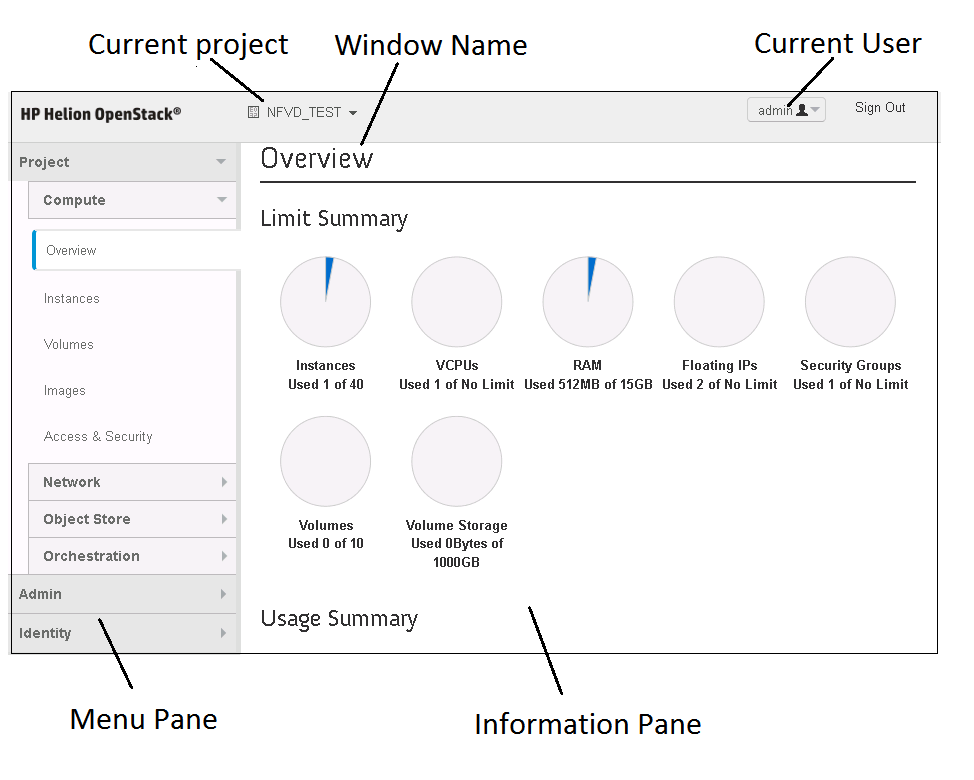 Current project
Window Name
Current User
HP Helion OpenStack®
NFVD_TEST
admin
Sign Out
Project
Compute
Overview
Instances
Volumes
Images
Access & Security
Network
Object Store
Orchestration
Admin
Identity
Overview
Limit Summary
Instances
Used 1 of 40
VCPUs
Used 1 of No Limit
RAM
Used 512MB of 15GB
Floating IPs
Used 2 of No Limit
Security Groups
Used 1 of No Limit
Volumes
Used 0 of 10
Volume Storage
Used 0Bytes of
1000GB
Usage Summary
Menu Pane
Information Pane